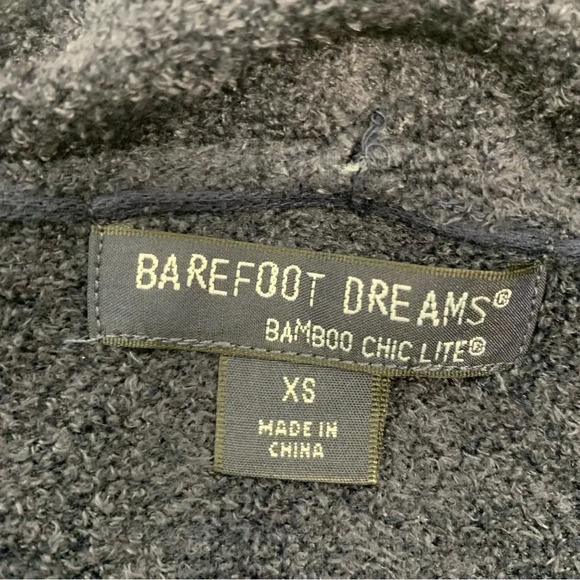 BAREFOOT DREAMS®
BAMBOO CHIC LITE®
XS
MADE IN
CHINA